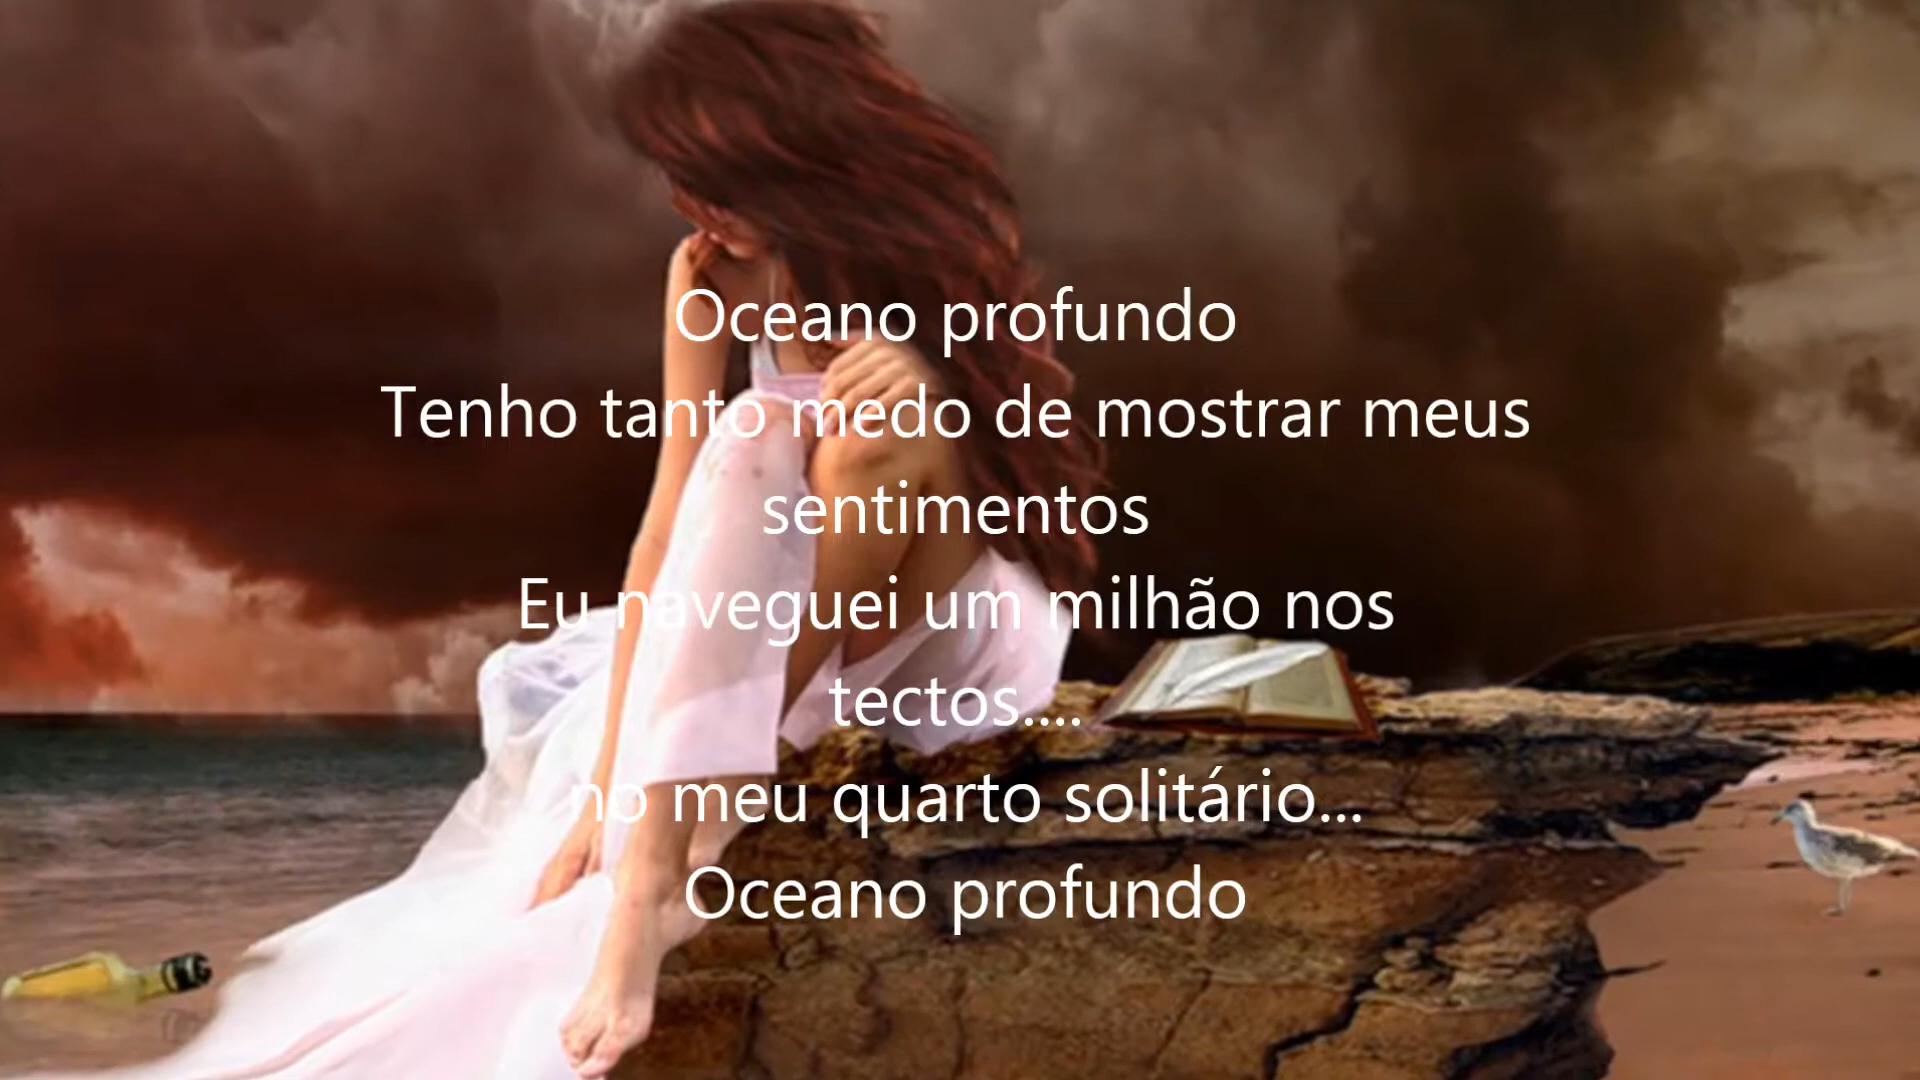 Oceano profundo
Tenho tanto medo de mostrar meus
sentimentos
Eu naveguei um milhão nos
tectos....
no meu quarto solitário...
Oceano profundo